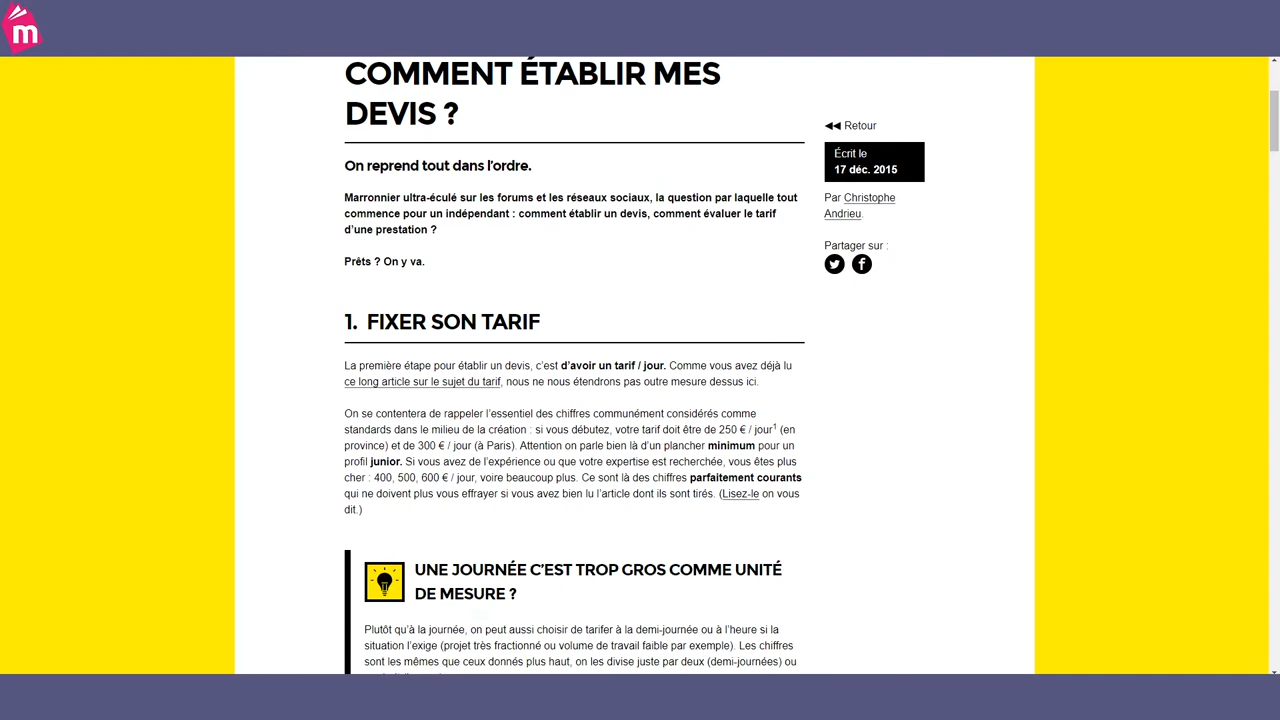 m
COMMENT ÉTABLIR MES
DEVIS ?
On reprend tout dans l'ordre.
Marronnier ultra-éculé sur les forums et les réseaux sociaux, la question par laquelle tout
commence pour un indépendant : comment établir un devis, comment évaluer le tarif
d'une prestation ?
Prêts ? On y va.
◀◀ Retour
Écrit le
17 déc. 2015
Par Christophe
Andrieu.
Partager sur :
1. FIXER SON TARIF
La première étape pour établir un devis, c'est d'avoir un tarif / jour. Comme vous avez déjà lu
ce long article sur le sujet du tarif, nous ne nous étendrons pas outre mesure dessus ici.
On se contentera de rappeler l'essentiel des chiffres communément considérés comme
standards dans le milieu de la création : si vous débutez, votre tarif doit être de 250 € / jour¹ (en
province) et de 300 € / jour (à Paris). Attention on parle bien là d'un plancher minimum pour un
profil junior. Si vous avez de l'expérience ou que votre expertise est recherchée, vous êtes plus
cher : 400, 500, 600 € / jour, voire beaucoup plus. Ce sont là des chiffres parfaitement courants
qui ne doivent plus vous effrayer si vous avez bien lu l'article dont ils sont tirés. (Lisez-le on vous
dit.)
UNE JOURNÉE C'EST TROP GROS COMME UNITÉ
DE MESURE ?
Plutôt qu'à la journée, on peut aussi choisir de tarifer à la demi-journée ou à l'heure si la
situation l'exige (projet très fractionné ou volume de travail faible par exemple). Les chiffres
sont les mêmes que ceux donnés plus haut, on les divise juste par deux (demi-journées) ou